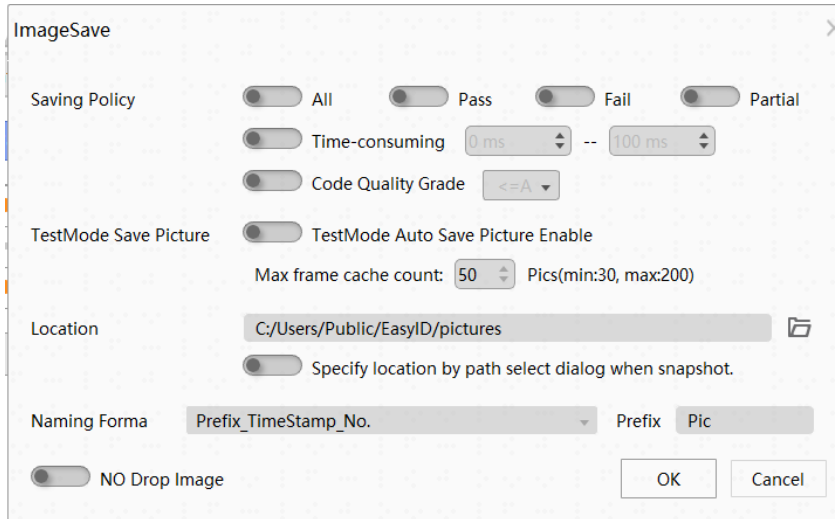 ImageSave
Saving Policy All Pass Fail Partial
Time-consuming 0 ms -- 100 ms
Code Quality Grade <=A
TestMode Save Picture TestMode Auto Save Picture Enable
Max frame cache count: 50 Pics(min:30, max:200)
Location C:/Users/Public/EasyID/pictures
Specify location by path select dialog when snapshot.
Naming Forma Prefix_TimeStamp_No. Prefix Pic
NO Drop Image OK Cancel